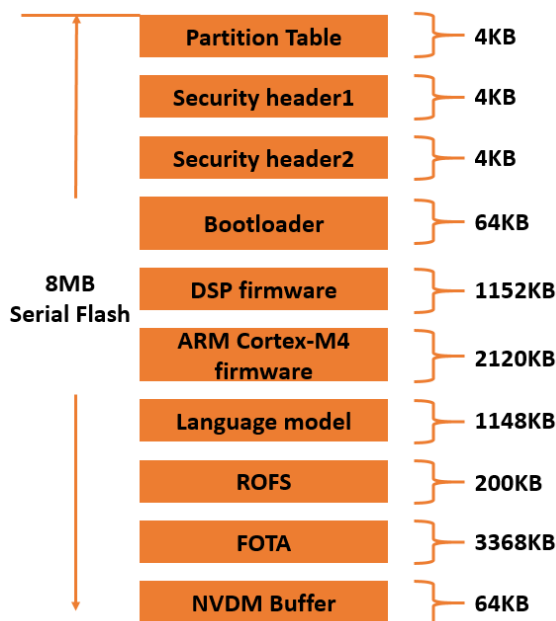 Partition Table
4KB
Security header1
4KB
Security header2
4KB
Bootloader
64KB
8MB
Serial Flash
DSP firmware
1152KB
ARM Cortex-M4
firmware
2120KB
Language model
1148KB
ROFS
200KB
FOTA
3368KB
NVDM Buffer
64KB